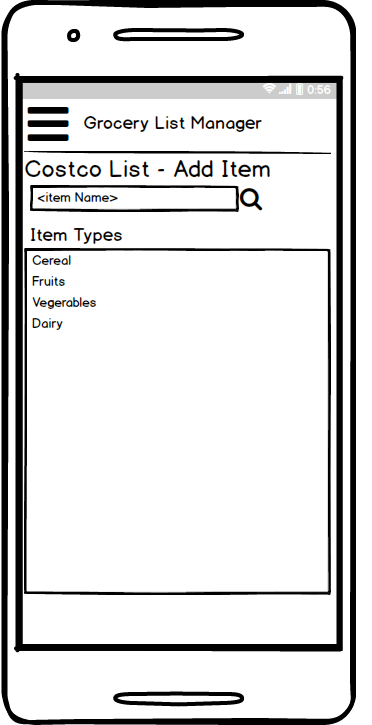 0:56
Grocery List Manager
Costco List - Add Item
<item Name>
Item Types
Cereal
Fruits
Vegerables
Dairy